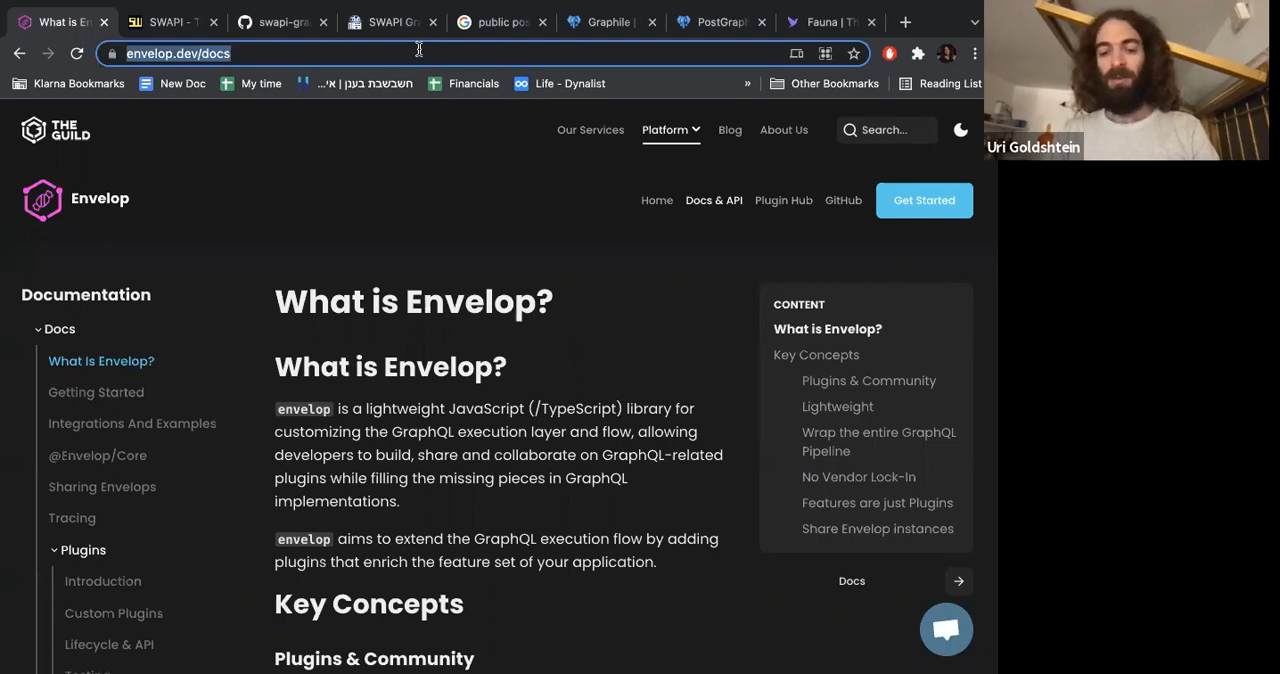 What is En
SWAPI - T
swapi-gra
SWAPI Gr
public pos
Graphile |
PostGraph
Fauna | Th
envelop.dev/docs
Klarna Bookmarks
New Doc
My time
חשבשבת בענן | אי...
Financials
Life - Dynalist
»
Other Bookmarks
Reading List
Uri Goldshtein
THE GUILD
Our Services
Platform
Blog
About Us
Search...
Envelop
Home
Docs & API
Plugin Hub
GitHub
Get Started
Documentation
Docs
What Is Envelop?
Getting Started
Integrations And Examples
@Envelop/Core
Sharing Envelops
Tracing
Plugins
Introduction
Custom Plugins
Lifecycle & API
What is Envelop?
What is Envelop?
envelop is a lightweight JavaScript (/TypeScript) library for
customizing the GraphQL execution layer and flow, allowing
developers to build, share and collaborate on GraphQL-related
plugins while filling the missing pieces in GraphQL
implementations.
envelop aims to extend the GraphQL execution flow by adding
plugins that enrich the feature set of your application.
Key Concepts
Plugins & Community
CONTENT
What is Envelop?
Key Concepts
Plugins & Community
Lightweight
Wrap the entire GraphQL
Pipeline
No Vendor Lock-In
Features are just Plugins
Share Envelop instances
Docs